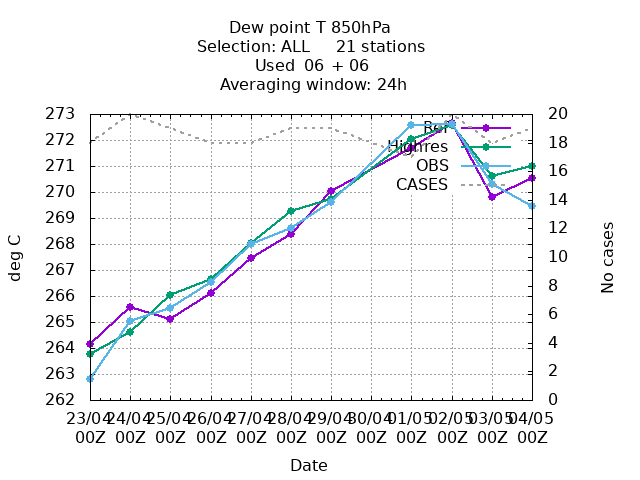 Dew point T 850hPa
Selection: ALL 21 stations
Used 06 + 06
Averaging window: 24h
273
272
271
270
269
268
267
266
265
264
263
262
deg C
20
18
16
14
12
10
8
6
4
2
0
No cases
Ref
Highres
OBS
CASES
23/04 24/04 25/04 26/04 27/04 28/04 29/04 30/04 01/05 02/05 03/05 04/05
00Z 00Z 00Z 00Z 00Z 00Z 00Z 00Z 00Z 00Z 00Z 00Z
Date